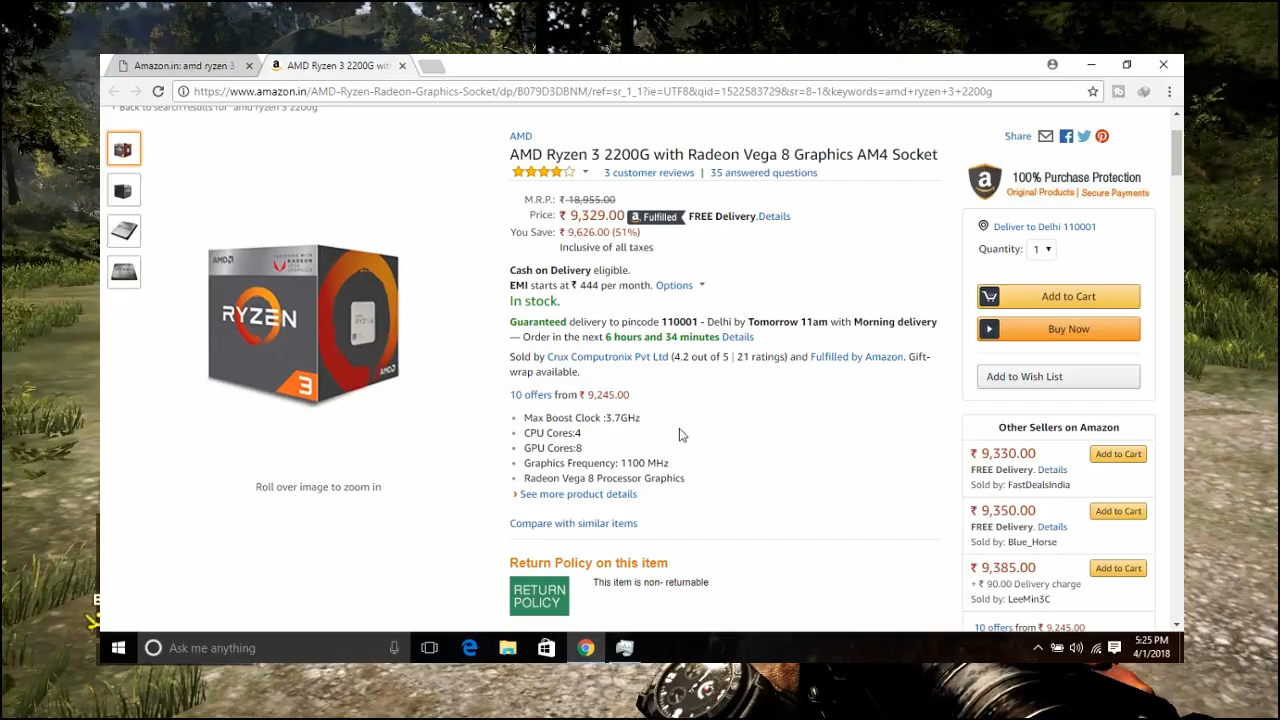 Amazon.in: amd ryzen 3
AMD Ryzen 3 2200G wit
https://www.amazon.in/AMD-Ryzen-Radeon-Graphics-Socket/dp/B079D3DBNM/ref=sr_1_1?ie=UTF8&qid=1522583729&sr=8-1&keywords=amd+ryzen+3+2200g
Back to search results for "amd ryzen 3 2200g"
AMD
Share
AMD Ryzen 3 2200G with Radeon Vega 8 Graphics AM4 Socket
3 customer reviews | 35 answered questions
M.R.P.: ₹ 18,955.00
Price: ₹ 9,329.00 Fulfilled FREE Delivery.Details
You Save: ₹ 9,626.00 (51%)
Inclusive of all taxes
Cash on Delivery eligible.
EMI starts at ₹ 444 per month. Options
In stock.
Guaranteed delivery to pincode 110001 - Delhi by Tomorrow 11am with Morning delivery
— Order in the next 6 hours and 34 minutes Details
Sold by Crux Computronix Pvt Ltd (4.2 out of 5 | 21 ratings) and Fulfilled by Amazon. Gift-
wrap available.
10 offers from ₹ 9,245.00
• Max Boost Clock :3.7GHz
• CPU Cores:4
• GPU Cores:8
• Graphics Frequency: 1100 MHz
• Radeon Vega 8 Processor Graphics
› See more product details
Compare with similar items
Return Policy on this item
RETURN
POLICY
This item is non- returnable
AMD
RADEON
RYZEN
3
AMD
Roll over image to zoom in
a 100% Purchase Protection
Original Products | Secure Payments
Deliver to Delhi 110001
Quantity: 1
Add to Cart
Buy Now
Add to Wish List
Other Sellers on Amazon
₹ 9,330.00 Add to Cart
FREE Delivery. Details
Sold by: FastDealsIndia
₹ 9,350.00 Add to Cart
FREE Delivery. Details
Sold by: Blue_Horse
₹ 9,385.00 Add to Cart
+ ₹ 90.00 Delivery charge
Sold by: LeeMin3C
10 offers from ₹ 9,245.00
Ask me anything
5:25 PM
4/1/2018